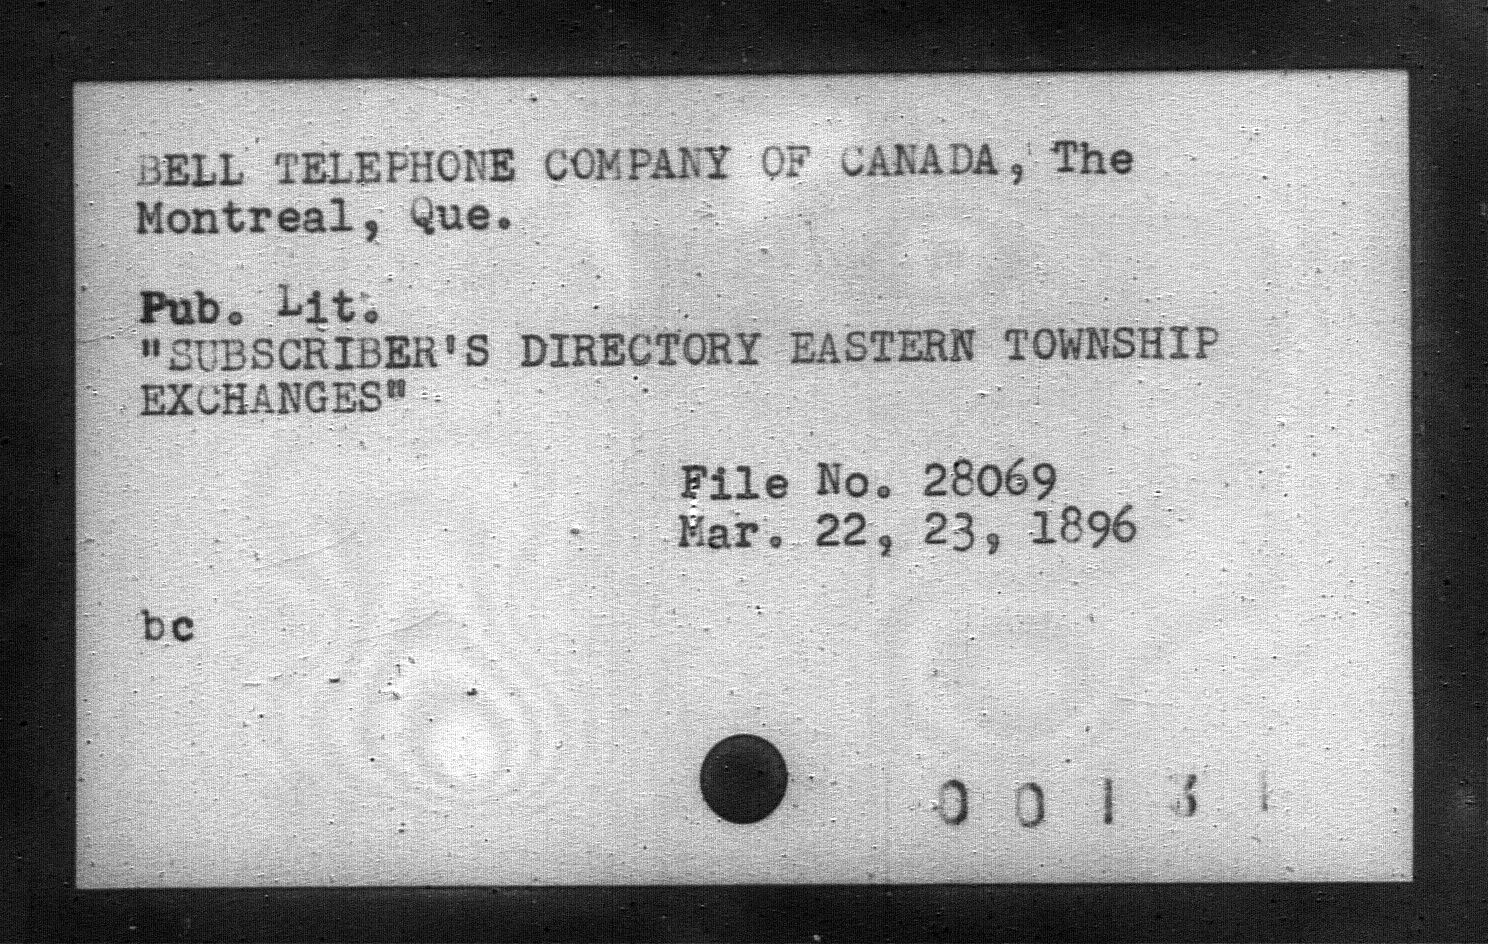 BELL TELEPHONE COMPANY OF CANADA, The
Montreal, Que.
Pub. Lit.
"SUBSCRIBER'S DIRECTORY EASTERN TOWNSHIP
EXCHANGES"
File No. 28069
Mar. 22, 23, 1896
bc